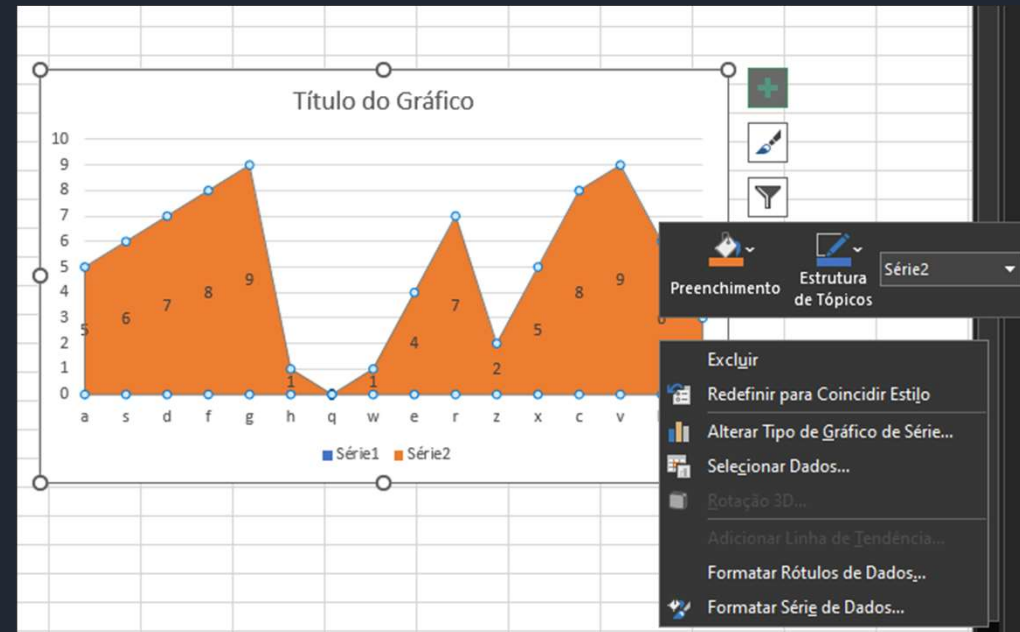 Título do Gráfico
10
9
8
7
6
5
4
3
2
1
0
5
6
7
8
9
1
1
4
7
2
5
8
9
a s d f g h q w e r z x c v
Série1 Série2
Preenchimento
Estrutura
de Tópicos
Série2
Excluir
Redefinir para Coincidir Estilo
Alterar Tipo de Gráfico de Série...
Selecionar Dados...
Rotação 3D...
Adicionar Linha de Tendência...
Formatar Rótulos de Dados...
Formatar Série de Dados...